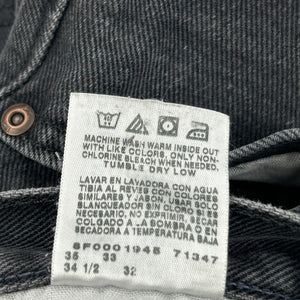 MACHINE WASH WARM INSIDE OUT
WITH LIKE COLORS. ONLY NON-
CHLORINE BLEACH WHEN NEEDED.
TUMBLE DRY LOW
LAVAR EN LAVADORA CON AGUA
TIBIA AL REVES CON COLORES
SIMILARES Y JABON. USAR SOLO
BLANQUEADOR SIN CLORO SI ES
NECESARIO. NO EXPRIMIR. SECAR
COLGADO A LA SOMBRA O EN
SECADORA A TEMPERATURA BAJA
SF0001945 71347
35 33
34 1/2 32